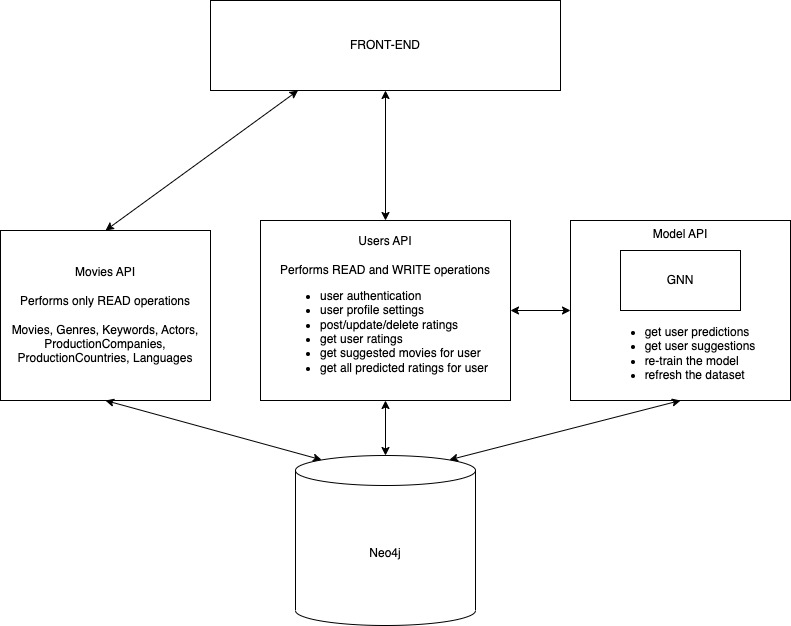 FRONT-END
Movies API
Performs only READ operations
Movies, Genres, Keywords, Actors,
ProductionCompanies,
ProductionCountries, Languages
Users API
Performs READ and WRITE operations
• user authentication
• user profile settings
• post/update/delete ratings
• get user ratings
• get suggested movies for user
• get all predicted ratings for user
Model API
GNN
• get user predictions
• get user suggestions
• re-train the model
• refresh the dataset
Neo4j